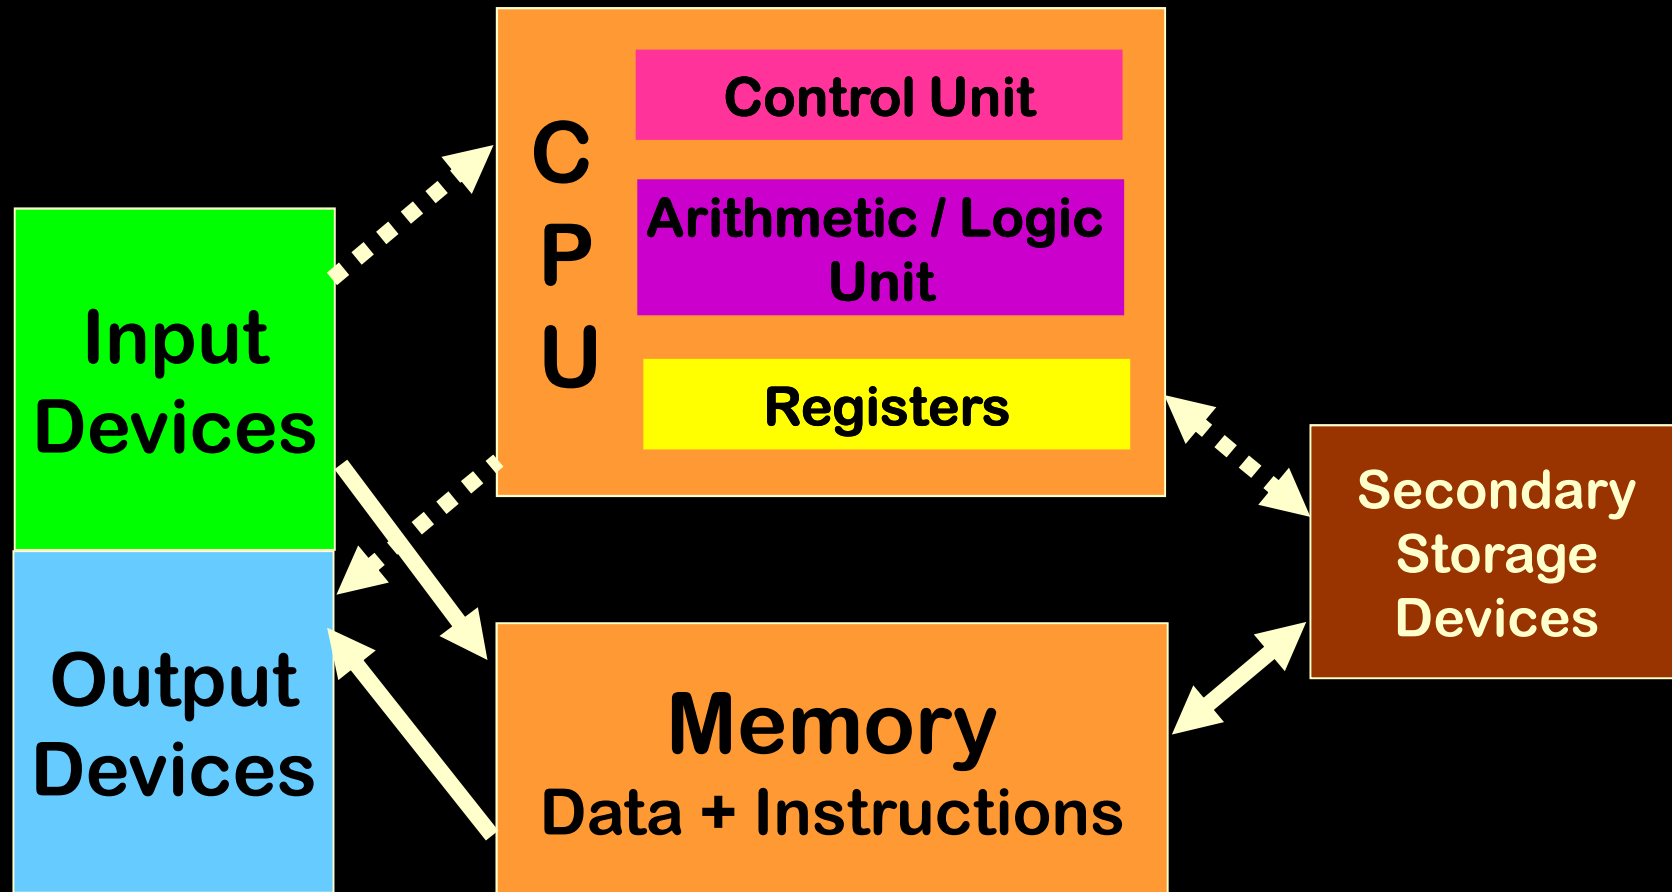 C
P
U
Control Unit
Arithmetic / Logic
Unit
Registers
Input
Devices
Output
Devices
Memory
Data + Instructions
Secondary
Storage
Devices